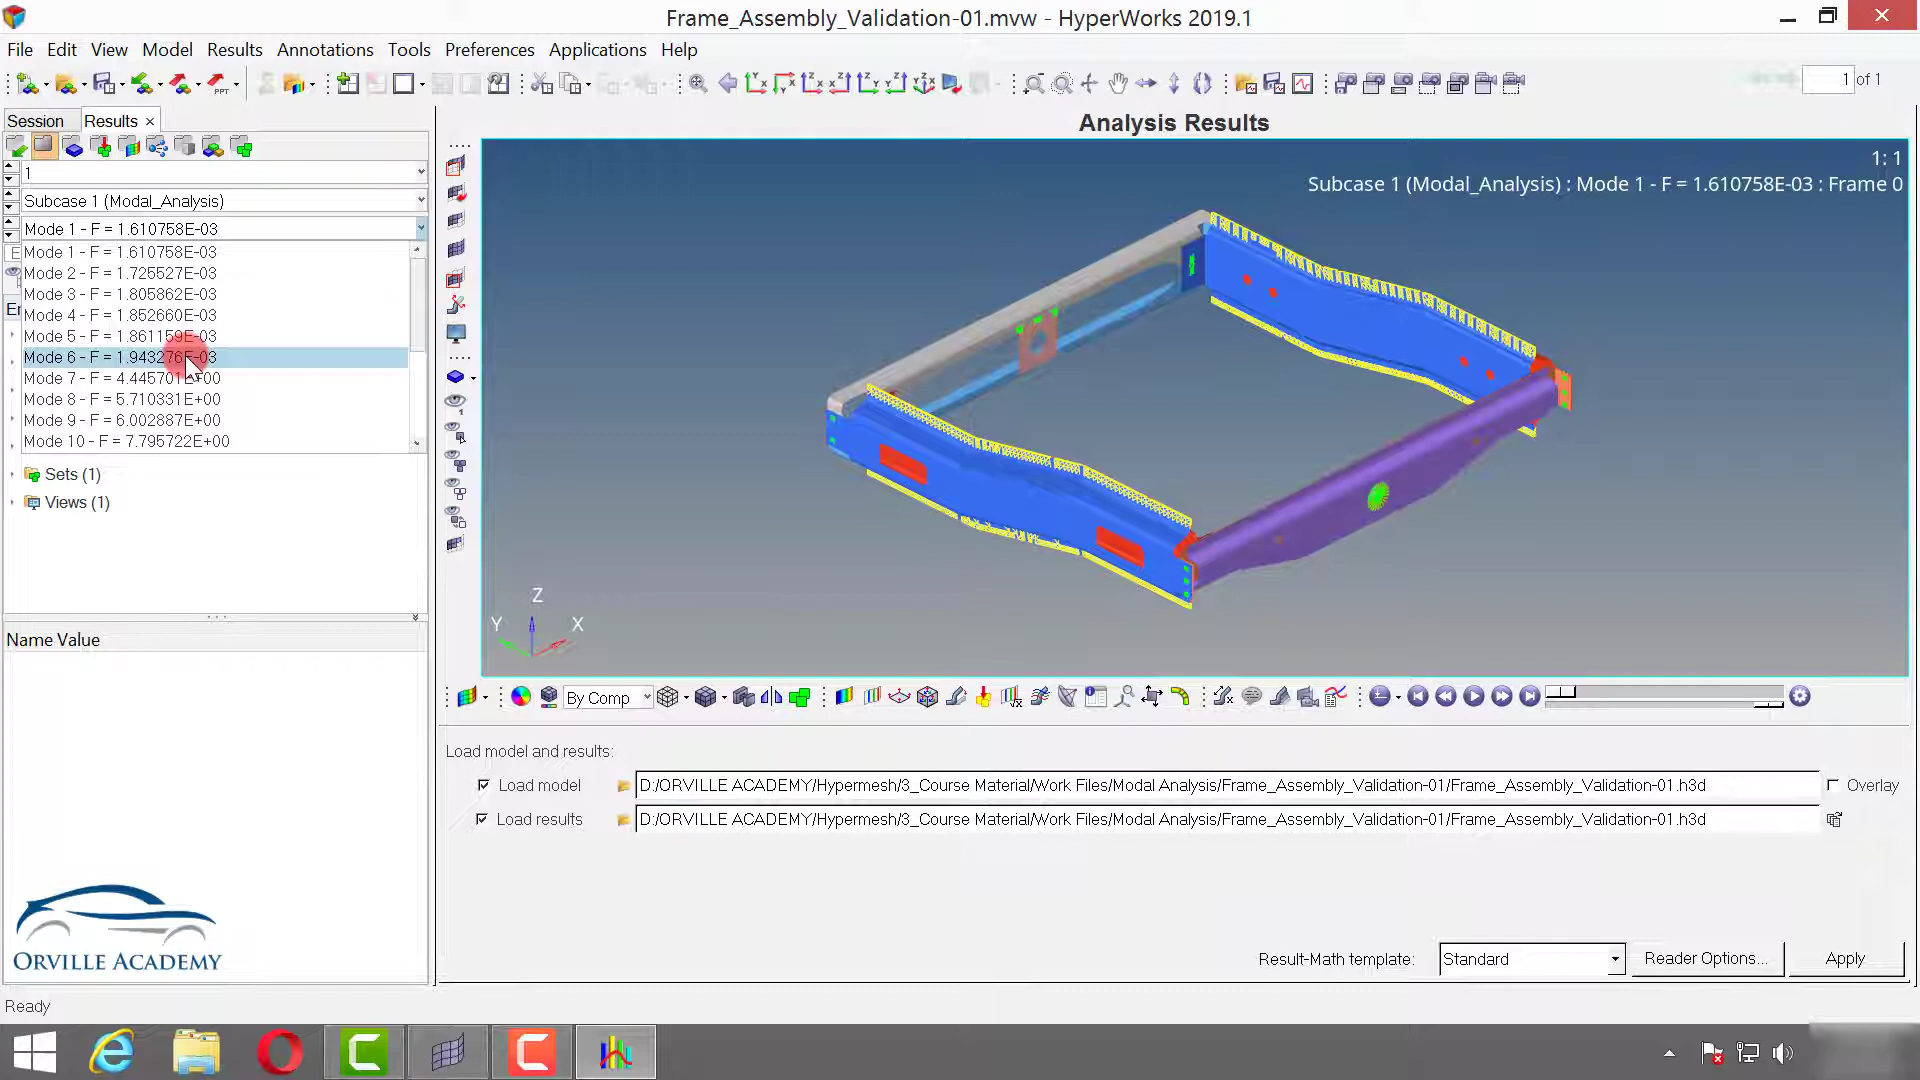 Frame_Assembly_Validation-01.mvw - HyperWorks 2019.1
File Edit View Model Results Annotations Tools Preferences Applications Help
PPT
1 of 1
Session Results ×
Analysis Results
1
1: 1
Subcase 1 (Modal_Analysis) : Mode 1 - F = 1.610758E-03 : Frame 0
Subcase 1 (Modal_Analysis)
Mode 1 - F = 1.610758E-03
Mode 1 - F = 1.610758E-03
Mode 2 - F = 1.725527E-03
Mode 3 - F = 1.805862E-03
Mode 4 - F = 1.852660E-03
Mode 5 - F = 1.861159E-03
Mode 6 - F = 1.943276E-03
Mode 7 - F = 4.445701E+00
Mode 8 - F = 5.710331E+00
Mode 9 - F = 6.002887E+00
Mode 10 - F = 7.795722E+00
Sets (1)
Views (1)
Z
Y X
Name Value
By Comp
Load model and results:
Load model D:/ORVILLE ACADEMY/Hypermesh/3_Course Material/Work Files/Modal Analysis/Frame_Assembly_Validation-01/Frame_Assembly_Validation-01.h3d Overlay
Load results D:/ORVILLE ACADEMY/Hypermesh/3_Course Material/Work Files/Modal Analysis/Frame_Assembly_Validation-01/Frame_Assembly_Validation-01.h3d
ORVILLE ACADEMY
Result-Math template: Standard Reader Options... Apply
Ready